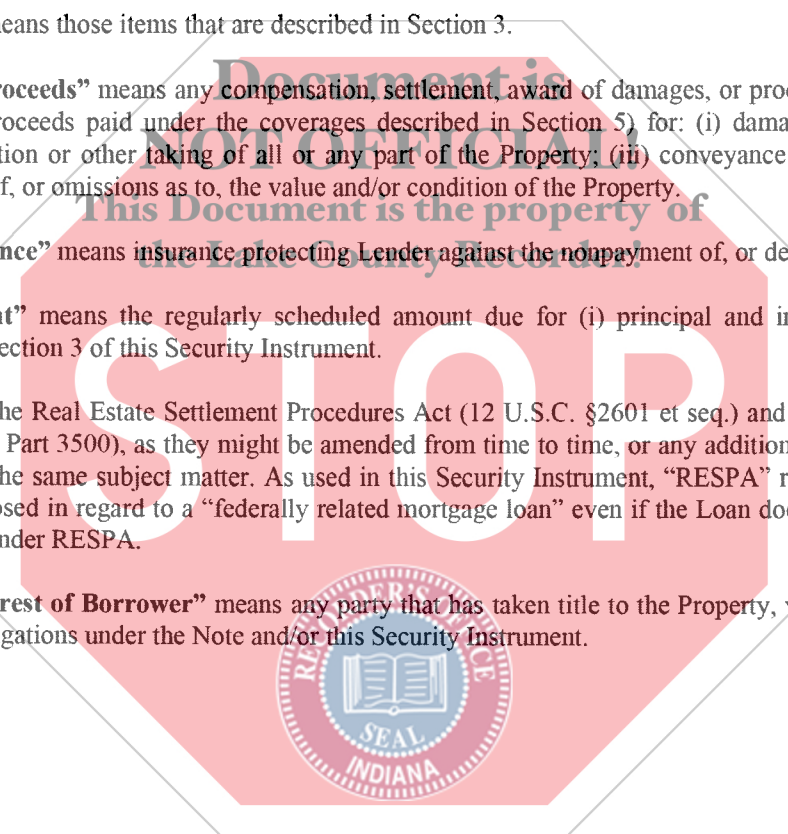 eans those items that are described in Section 3.
Document is
roceeds” means any compensation, settlement, award of damages, or proc
roceeds paid under the coverages described in Section 5) for: (i) dama
NOT OFFICIAL!
tion or other taking of all or any part of the Property; (iii) conveyance
f, or omissions as to, the value and/or condition of the Property.
This Document is the property of
nce” means insurance protecting Lender against the nonpayment of, or de
the Lake County Recorder!
nt” means the regularly scheduled amount due for (i) principal and in
ection 3 of this Security Instrument.
STOP
he Real Estate Settlement Procedures Act (12 U.S.C. §2601 et seq.) and
Part 3500), as they might be amended from time to time, or any addition
he same subject matter. As used in this Security Instrument, “RESPA” r
osed in regard to a “federally related mortgage loan” even if the Loan doe
nder RESPA.
rest of Borrower” means any party that has taken title to the Property, w
gations under the Note and/or this Security Instrument.
RECORDER'S OFFICE
SEAL
INDIANA